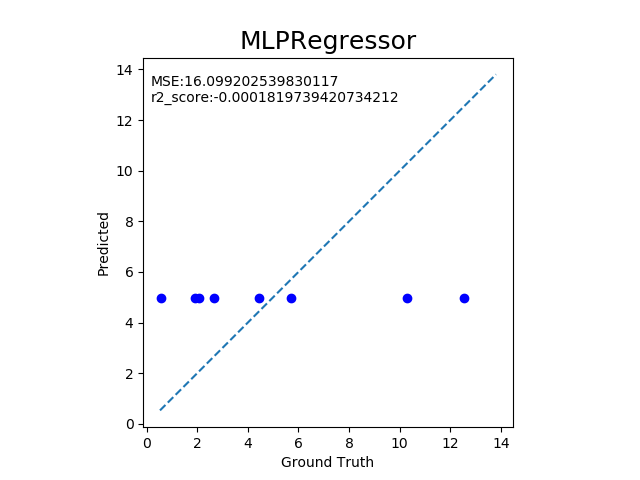 MLPRegressor
MSE:16.099202539830117
r2_score:-0.0001819739420734212
14
12
10
8
6
4
2
0
Predicted
0 2 4 6 8 10 12 14
Ground Truth